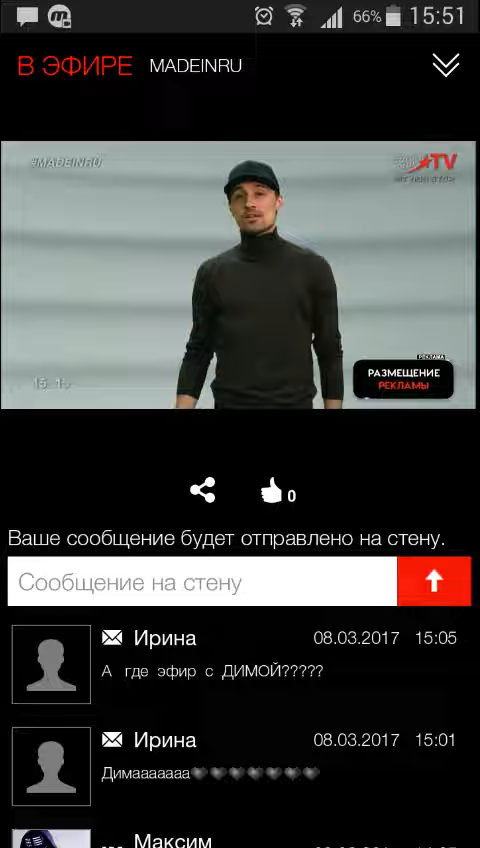 66% 15:51
В ЭФИРЕ MADEINRU
#MADEINRU
TV
РЕКЛАМА
РАЗМЕЩЕНИЕ
РЕКЛАМЫ
0
Ваше сообщение будет отправлено на стену.
Сообщение на стену
Ирина 08.03.2017 15:05
А где эфир с ДИМОЙ?????
Ирина 08.03.2017 15:01
Димааааааа🖤🖤🖤🖤🖤🖤🖤
Максим